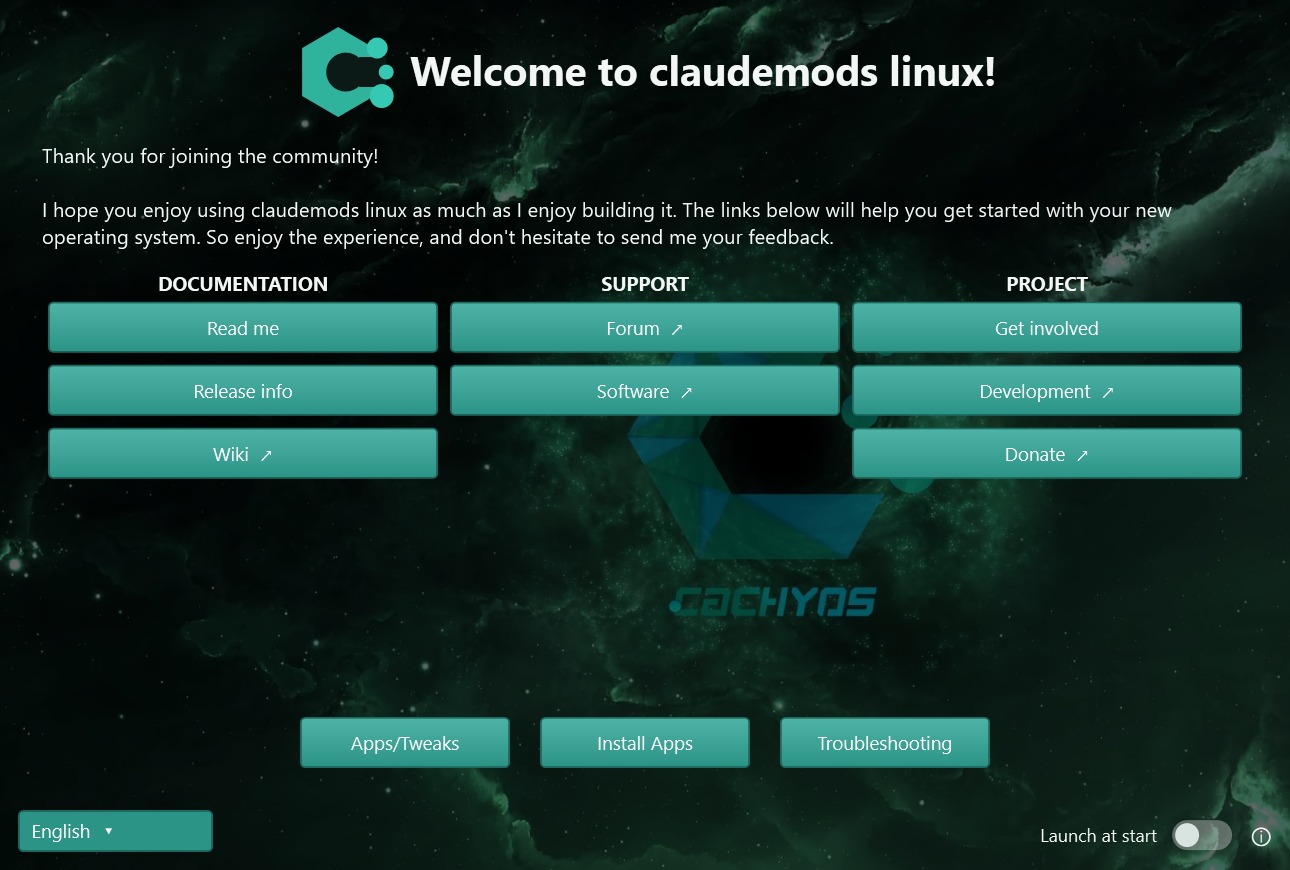 Welcome to claudemods linux!
Thank you for joining the community!
I hope you enjoy using claudemods linux as much as I enjoy building it. The links below will help you get started with your new
operating system. So enjoy the experience, and don't hesitate to send me your feedback.
DOCUMENTATION SUPPORT PROJECT
Read me Forum ↗ Get involved
Release info Software ↗ Development ↗
Wiki ↗ Donate ↗
CACHYOS
Apps/Tweaks Install Apps Troubleshooting
English ▾
Launch at start